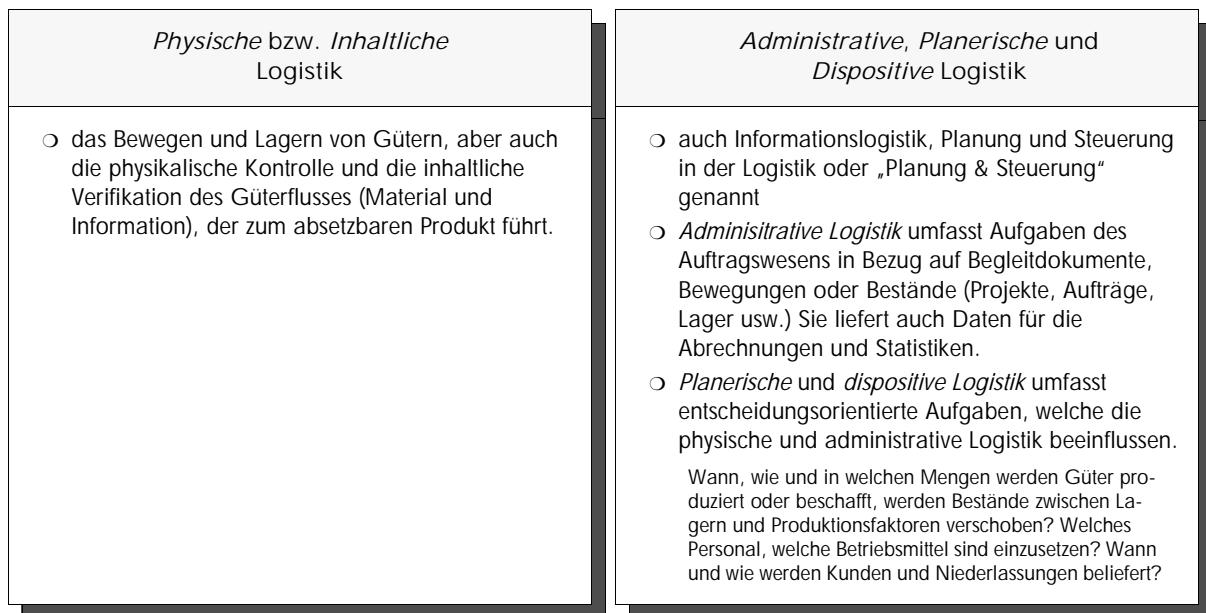 Physische bzw. Inhaltliche
Logistik
❍ das Bewegen und Lagern von Gütern, aber auch
die physikalische Kontrolle und die inhaltliche
Verifikation des Güterflusses (Material und
Information), der zum absetzbaren Produkt führt.
Administrative, Planerische und
Dispositive Logistik
❍ auch Informationslogistik, Planung und Steuerung
in der Logistik oder „Planung & Steuerung“
genannt
❍ Adminisitrative Logistik umfasst Aufgaben des
Auftragswesens in Bezug auf Begleitdokumente,
Bewegungen oder Bestände (Projekte, Aufträge,
Lager usw.) Sie liefert auch Daten für die
Abrechnungen und Statistiken.
❍ Planerische und dispositive Logistik umfasst
entscheidungsorientierte Aufgaben, welche die
physische und administrative Logistik beeinflussen.
Wann, wie und in welchen Mengen werden Güter pro-
duziert oder beschafft, werden Bestände zwischen La-
gern und Produktionsfaktoren verschoben? Welches
Personal, welche Betriebsmittel sind einzusetzen? Wann
und wie werden Kunden und Niederlassungen beliefert?